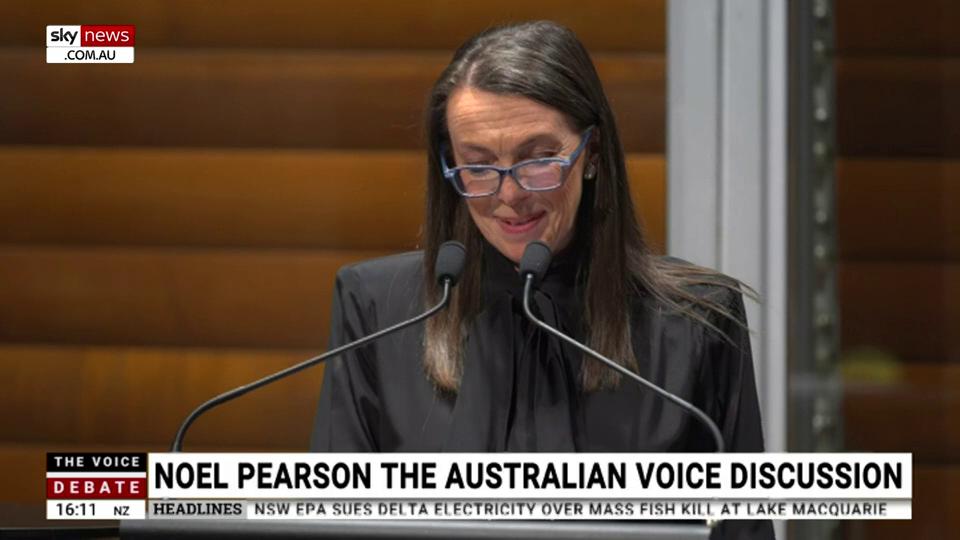 sky news
.COM.AU
THE VOICE
DEBATE
NOEL PEARSON THE AUSTRALIAN VOICE DISCUSSION
16:11 NZ
HEADLINES NSW EPA SUES DELTA ELECTRICITY OVER MASS FISH KILL AT LAKE MACQUARIE